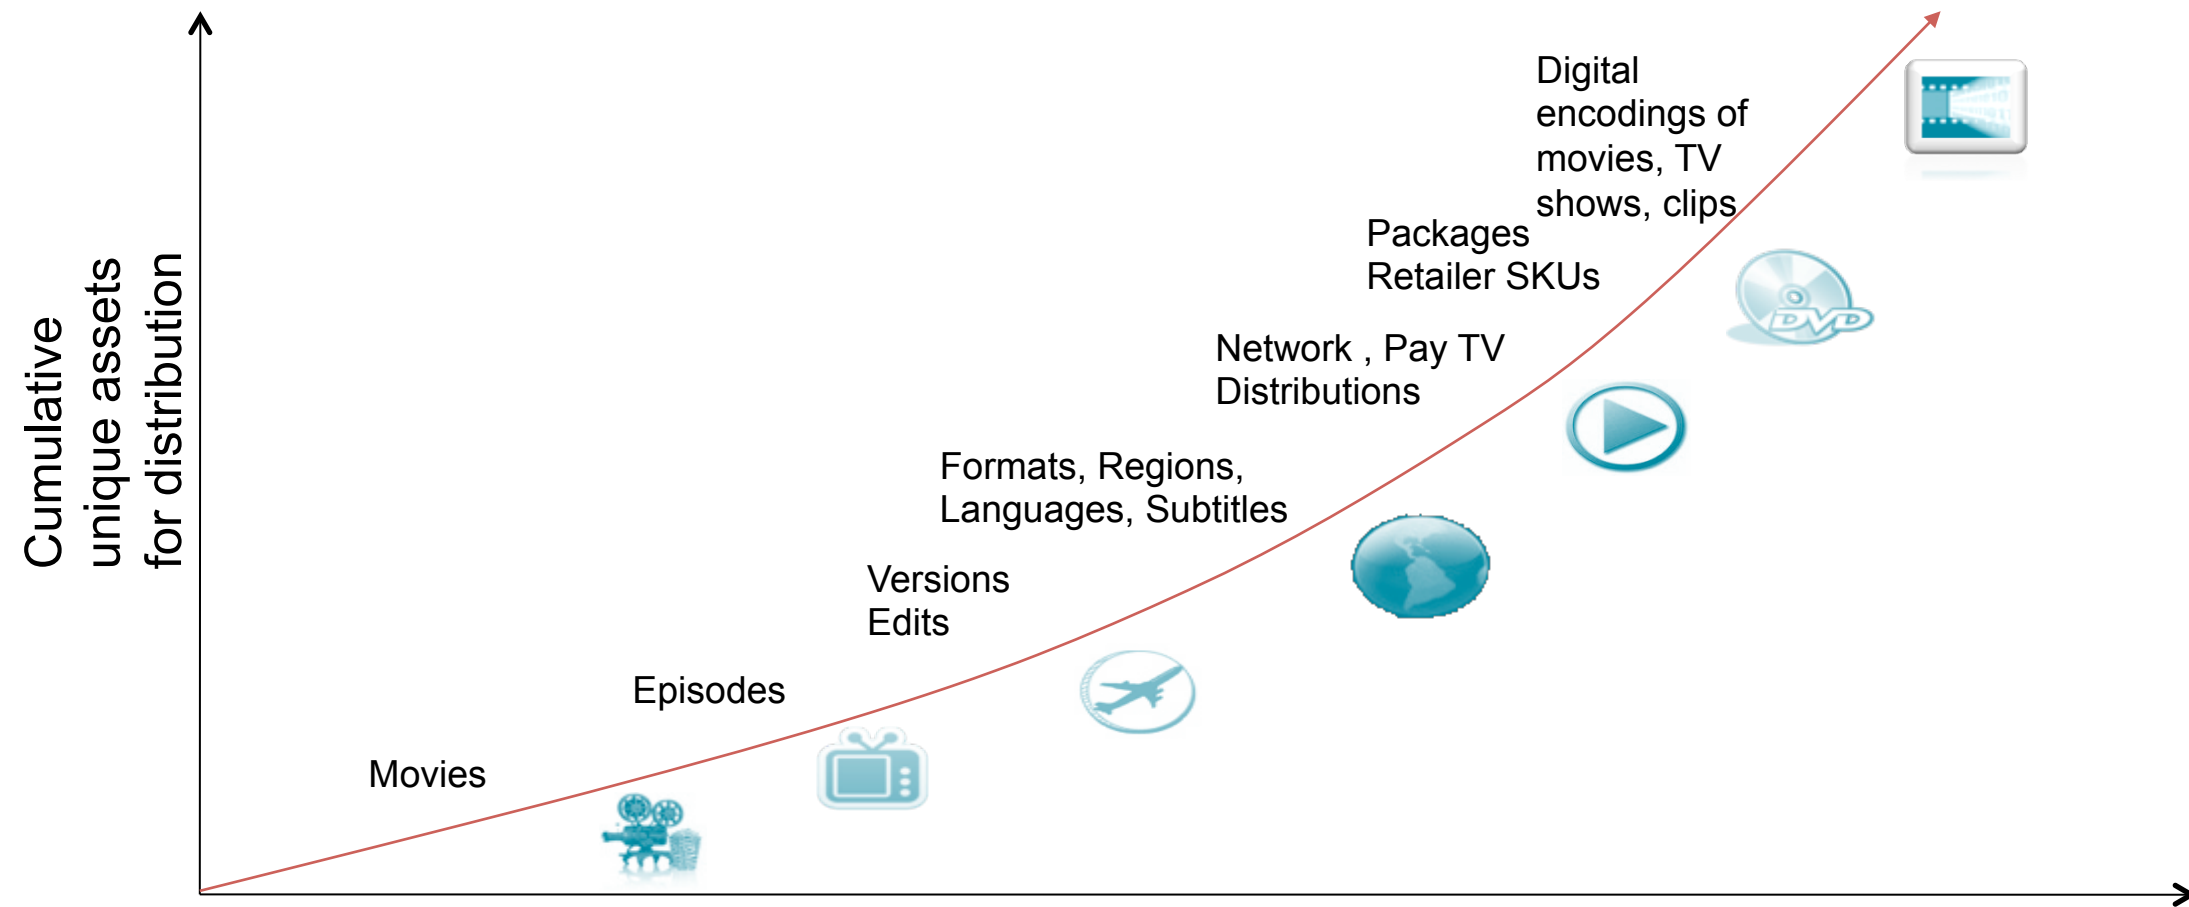 Cumulative
unique assets
for distribution
Digital
encodings of
movies, TV
shows, clips
Packages
Retailer SKUs
Network , Pay TV
Distributions
Formats, Regions,
Languages, Subtitles
Versions
Edits
Episodes
Movies
DVD